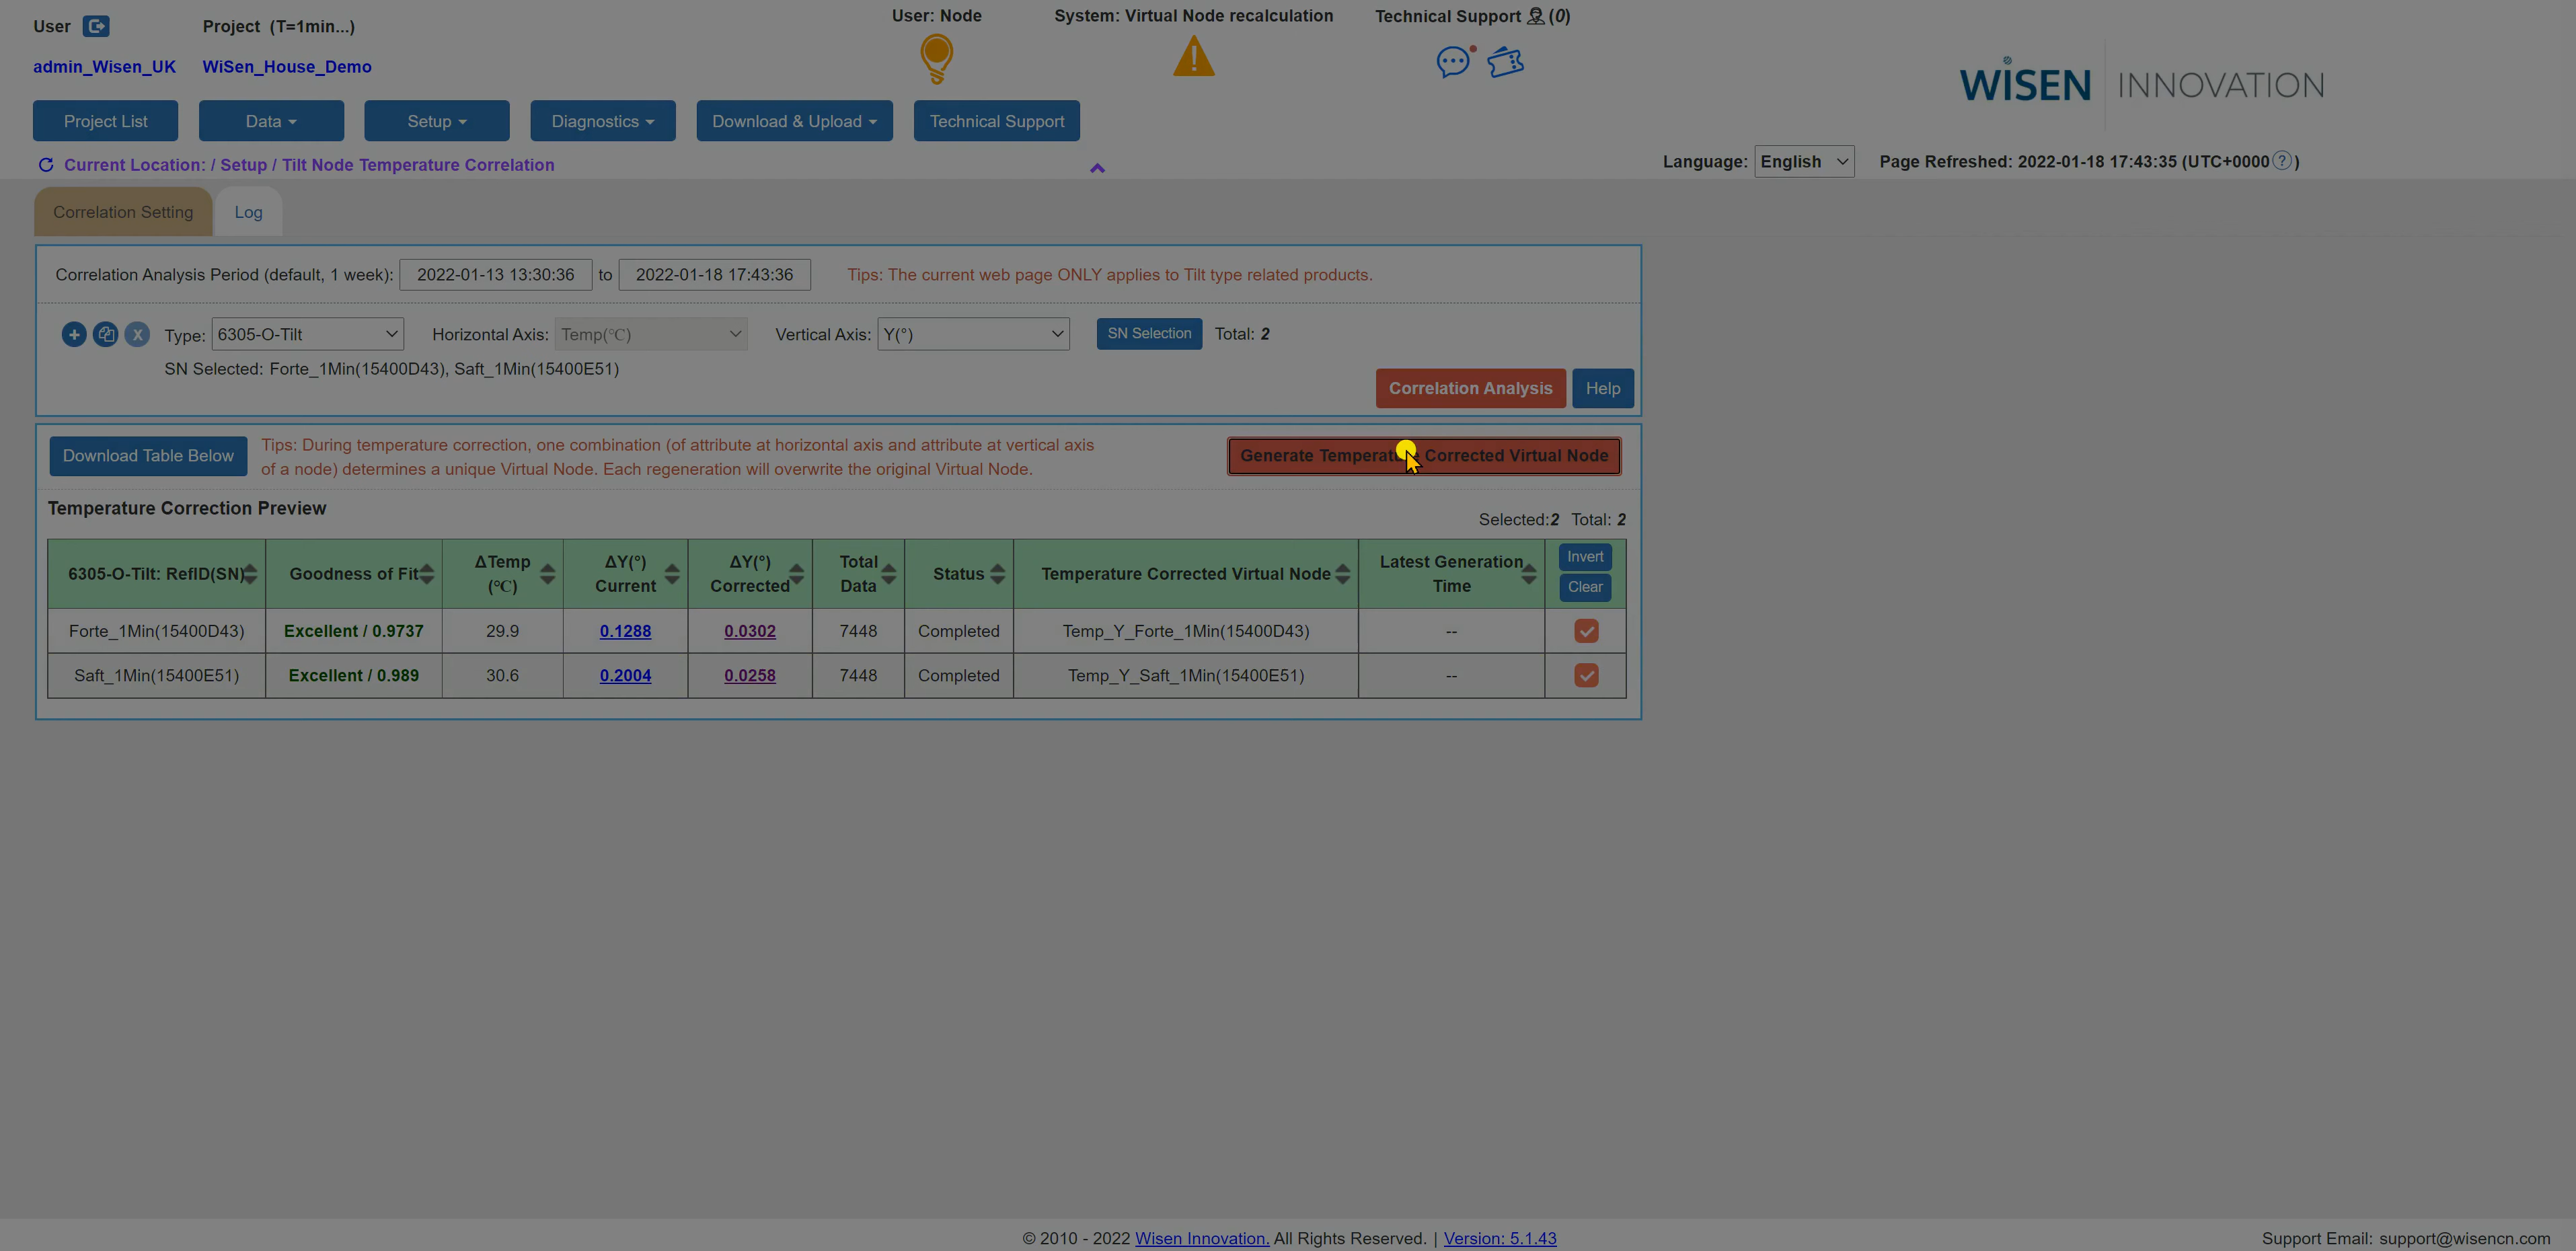 User
Project (T=1min...)
User: Node
System: Virtual Node recalculation
Technical Support (0)
admin_Wisen_UK
WiSen_House_Demo
WiSEN INNOVATION
Project List
Data
Setup
Diagnostics
Download & Upload
Technical Support
Current Location: / Setup / Tilt Node Temperature Correlation
Language: English
Page Refreshed: 2022-01-18 17:43:35 (UTC+0000 ? )
Correlation Setting
Log
Correlation Analysis Period (default, 1 week): 2022-01-13 13:30:36 to 2022-01-18 17:43:36 Tips: The current web page ONLY applies to Tilt type related products.
X Type: 6305-O-Tilt Horizontal Axis: Temp(℃) Vertical Axis: Y(°) SN Selection Total: 2
SN Selected: Forte_1Min(15400D43), Saft_1Min(15400E51)
Correlation Analysis
Help
Download Table Below
Tips: During temperature correction, one combination (of attribute at horizontal axis and attribute at vertical axis
of a node) determines a unique Virtual Node. Each regeneration will overwrite the original Virtual Node.
Generate Temperature Corrected Virtual Node
Temperature Correction Preview
Selected:2 Total: 2
6305-O-Tilt: RefID(SN)
Goodness of Fit
ΔTemp
(℃)
ΔY(°)
Current
ΔY(°)
Corrected
Total
Data
Status
Temperature Corrected Virtual Node
Latest Generation
Time
Invert
Clear
Forte_1Min(15400D43) Excellent / 0.9737 29.9 0.1288 0.0302 7448 Completed Temp_Y_Forte_1Min(15400D43) --
Saft_1Min(15400E51) Excellent / 0.989 30.6 0.2004 0.0258 7448 Completed Temp_Y_Saft_1Min(15400E51) --
© 2010 - 2022 Wisen Innovation. All Rights Reserved. | Version: 5.1.43
Support Email: support@wisencn.com